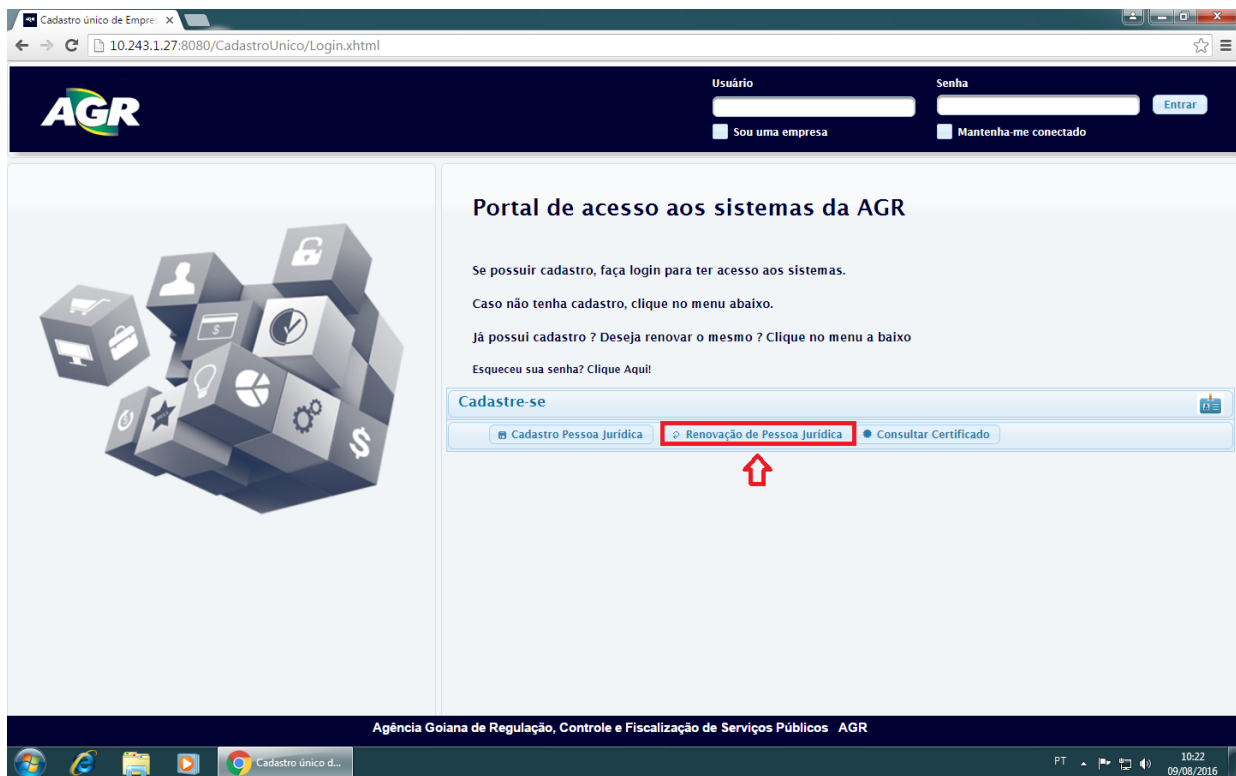 Cadastro único de Empre:
10.243.1.27:8080/CadastroUnico/Login.xhtml
AGR
Usuário
Senha
Entrar
Sou uma empresa
Mantenha-me conectado
Portal de acesso aos sistemas da AGR
Se possuir cadastro, faça login para ter acesso aos sistemas.
Caso não tenha cadastro, clique no menu abaixo.
Já possui cadastro ? Deseja renovar o mesmo ? Clique no menu a baixo
Esqueceu sua senha? Clique Aqui!
Cadastre-se
Cadastro Pessoa Jurídica
Renovação de Pessoa Jurídica
Consultar Certificado
Agência Goiana de Regulação, Controle e Fiscalização de Serviços Públicos AGR
Cadastro único d...
PT
10:22
09/08/2016